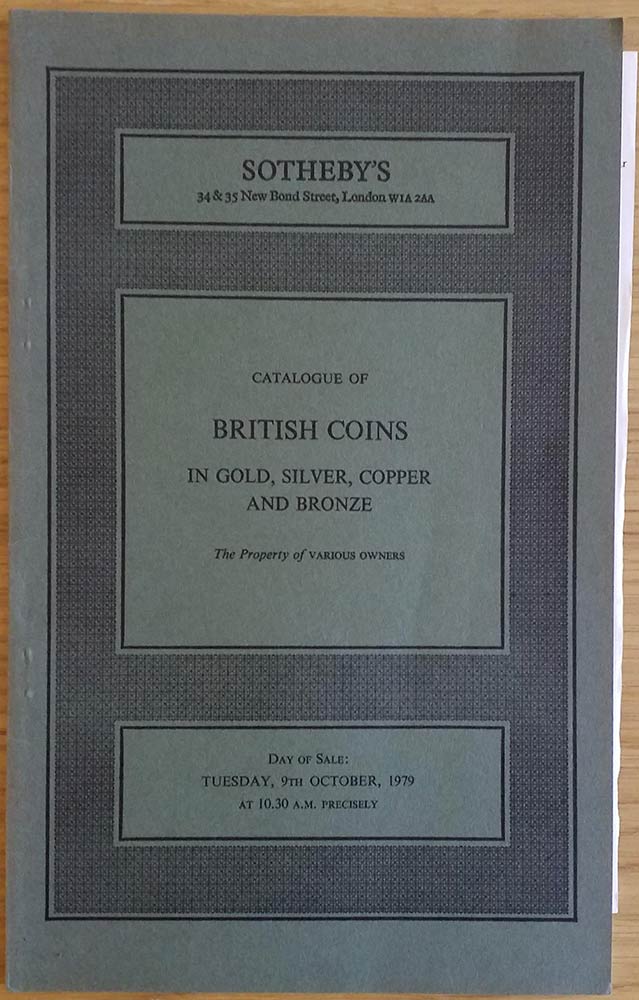 SOTHEBY'S
34 & 35 New Bond Street, London W1A 2AA
CATALOGUE OF
BRITISH COINS
IN GOLD, SILVER, COPPER
AND BRONZE
The Property of VARIOUS OWNERS
DAY OF SALE:
TUESDAY, 9TH OCTOBER, 1979
AT 10.30 A.M. PRECISELY